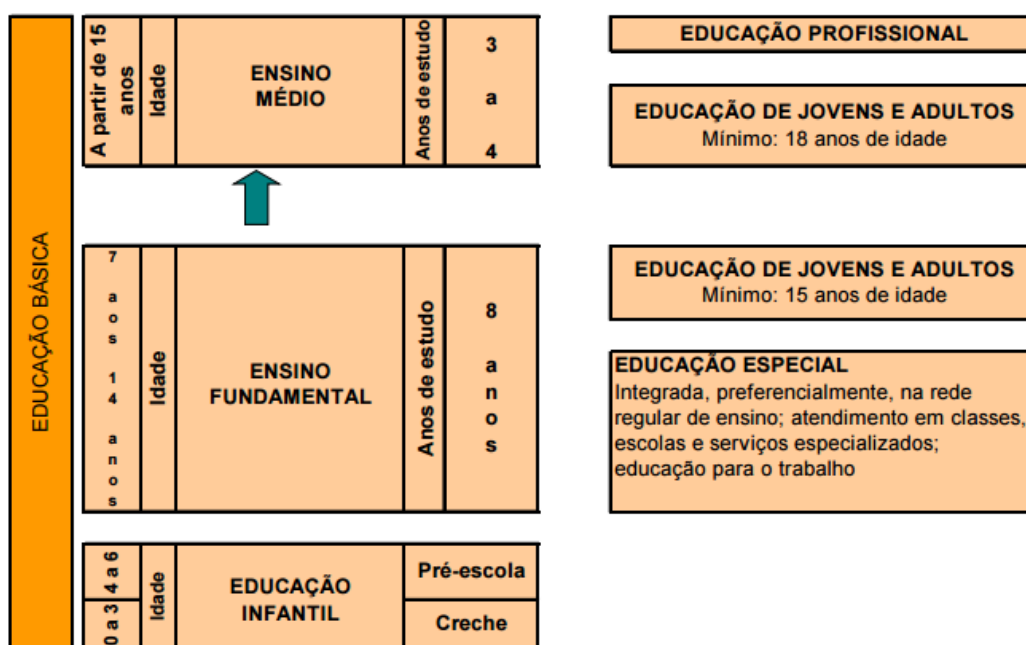 EDUCAÇÃO BÁSICA
A partir de 15
anos
Idade
ENSINO
MÉDIO
Anos de estudo
3
a
4
EDUCAÇÃO PROFISSIONAL
EDUCAÇÃO DE JOVENS E ADULTOS
Mínimo: 18 anos de idade
7
aos
14
anos
Idade
ENSINO
FUNDAMENTAL
Anos de estudo
8
anos
EDUCAÇÃO DE JOVENS E ADULTOS
Mínimo: 15 anos de idade
EDUCAÇÃO ESPECIAL
Integrada, preferencialmente, na rede
regular de ensino; atendimento em classes,
escolas e serviços especializados;
educação para o trabalho
4 a 6
0 a 3
Idade
EDUCAÇÃO
INFANTIL
Pré-escola
Creche